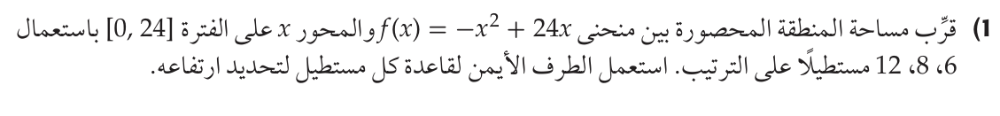 (1 قرِّب مساحة المنطقة المحصورة بين منحنى f(x) = −x² + 24x والمحور x على الفترة [0, 24] باستعمال
6، 8، 12 مستطيلًا على الترتيب. استعمل الطرف الأيمن لقاعدة كل مستطيل لتحديد ارتفاعه.